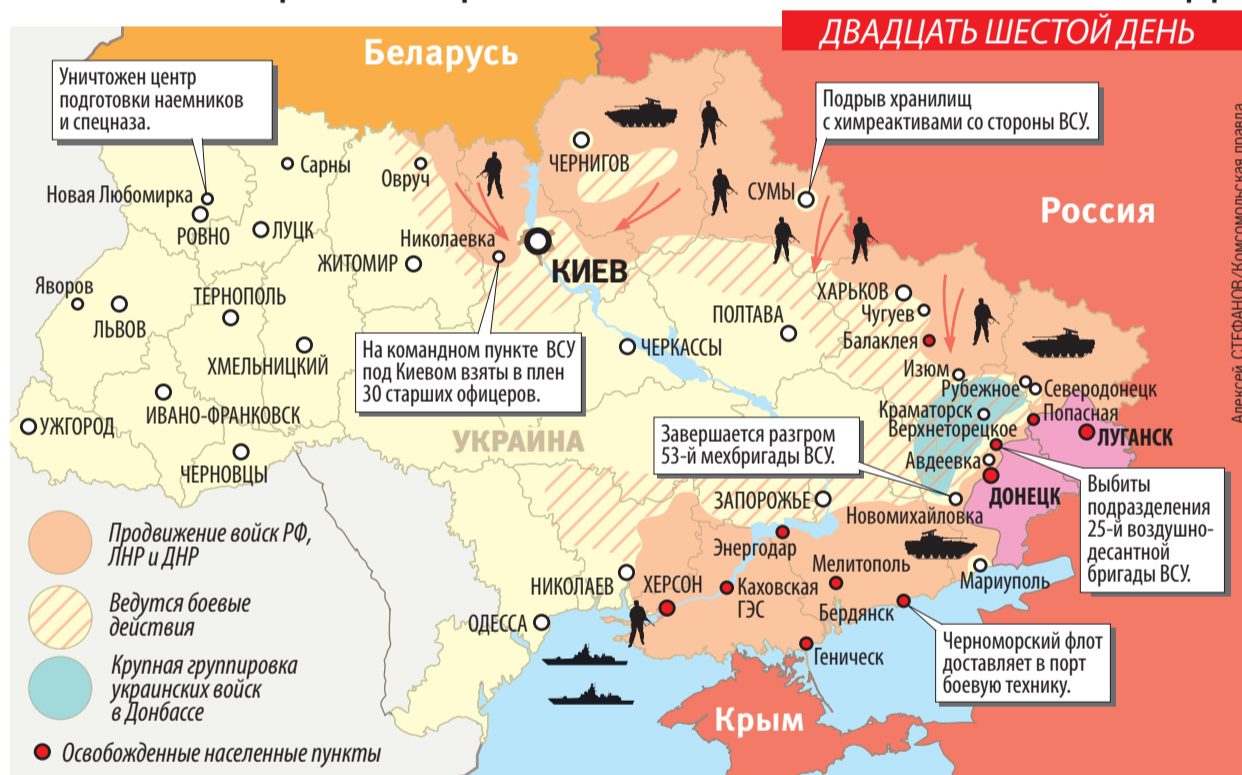 ДВАДЦАТЬ ШЕСТОЙ ДЕНЬ
Беларусь
Россия
Крым
УКРАИНА
Уничтожен центр
подготовки наемников
и спецназа.
Подрыв хранилищ
с химреактивами со стороны ВСУ.
Сарны
Овруч
ЧЕРНИГОВ
СУМЫ
Новая Любомирка
РОВНО
ЛУЦК
ЖИТОМИР
Николаевка
КИЕВ
Яворов
ЛЬВОВ
ТЕРНОПОЛЬ
ХМЕЛЬНИЦКИЙ
ИВАНО-ФРАНКОВСК
УЖГОРОД
ЧЕРНОВЦЫ
На командном пункте ВСУ
под Киевом взяты в плен
30 старших офицеров.
ЧЕРКАССЫ
ПОЛТАВА
ХАРЬКОВ
Чугуев
Балаклея
Изюм
Рубежное
Северодонецк
Краматорск
Попасная
Верхнеторецкое
ЛУГАНСК
Авдеевка
ДОНЕЦК
Завершается разгром
53-й мехбригады ВСУ.
Выбиты
подразделения
25-й воздушно-
десантной
бригады ВСУ.
ЗАПОРОЖЬЕ
Новомихайловка
Энергодар
Мелитополь
Мариуполь
НИКОЛАЕВ
ХЕРСОН
Каховская
ГЭС
Бердянск
ОДЕССА
Геническ
Черноморский флот
доставляет в порт
боевую технику.
Продвижение войск РФ,
ЛНР и ДНР
Ведутся боевые
действия
Крупная группировка
украинских войск
в Донбассе
Освобожденные населенные пункты
Алексей СТЕФАНОВ/Комсомольская правда